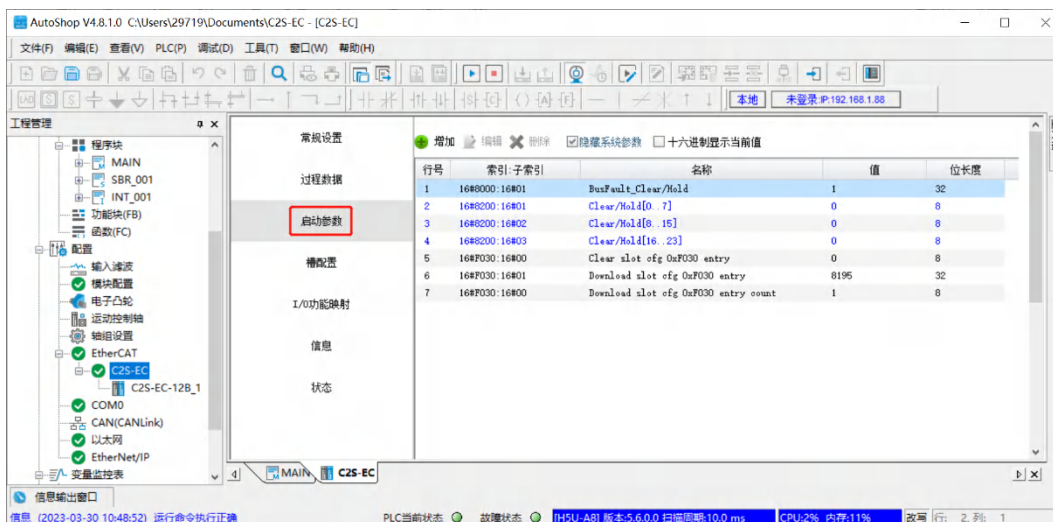 AutoShop V4.8.1.0 C:\Users\29719\Documents\C2S-EC - [C2S-EC]
文件(F) 编辑(E) 查看(V) PLC(P) 调试(D) 工具(T) 窗口(W) 帮助(H)
本地 未登录:IP:192.168.1.88
工程管理
程序块
MAIN
SBR_001
INT_001
功能块(FB)
函数(FC)
配置
输入滤波
模块配置
电子凸轮
运动控制轴
轴组设置
EtherCAT
C2S-EC
C2S-EC-12B_1
COM0
CAN(CANLink)
以太网
EtherNet/IP
变量监控表
常规设置
过程数据
启动参数
槽配置
I/O功能映射
信息
状态
增加 编辑 删除 隐藏系统参数 十六进制显示当前值
行号 索引:子索引 名称 值 位长度
1 16#8000:16#01 BusFault_Clear/Hold 1 32
2 16#8200:16#01 Clear/Hold[0..7] 0 8
3 16#8200:16#02 Clear/Hold[8..15] 0 8
4 16#8200:16#03 Clear/Hold[16..23] 0 8
5 16#F030:16#00 Clear slot cfg 0xF030 entry 0 8
6 16#F030:16#01 Download slot cfg 0xF030 entry 8195 32
7 16#F030:16#00 Download slot cfg 0xF030 entry count 1 8
MAIN C2S-EC
信息输出窗口
信息 (2023-03-30 10:48:52) 运行命令执行正确 PLC当前状态 故障状态 [H5U-A8] 版本:5.6.0.0 扫描周期:10.0 ms CPU:2% 内存:11% 改写 行: 2, 列: 1